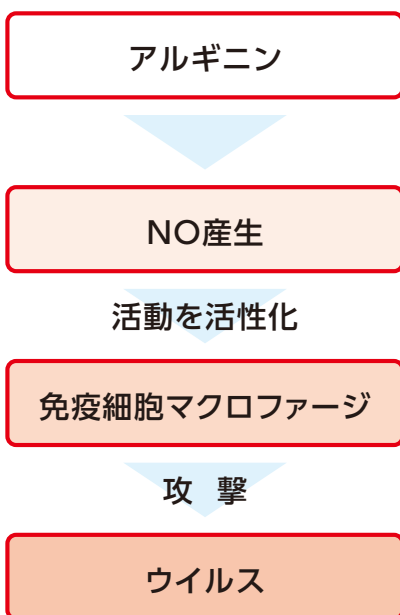 アルギニン
NO産生
活動を活性化
免疫細胞マクロファージ
攻 撃
ウイルス